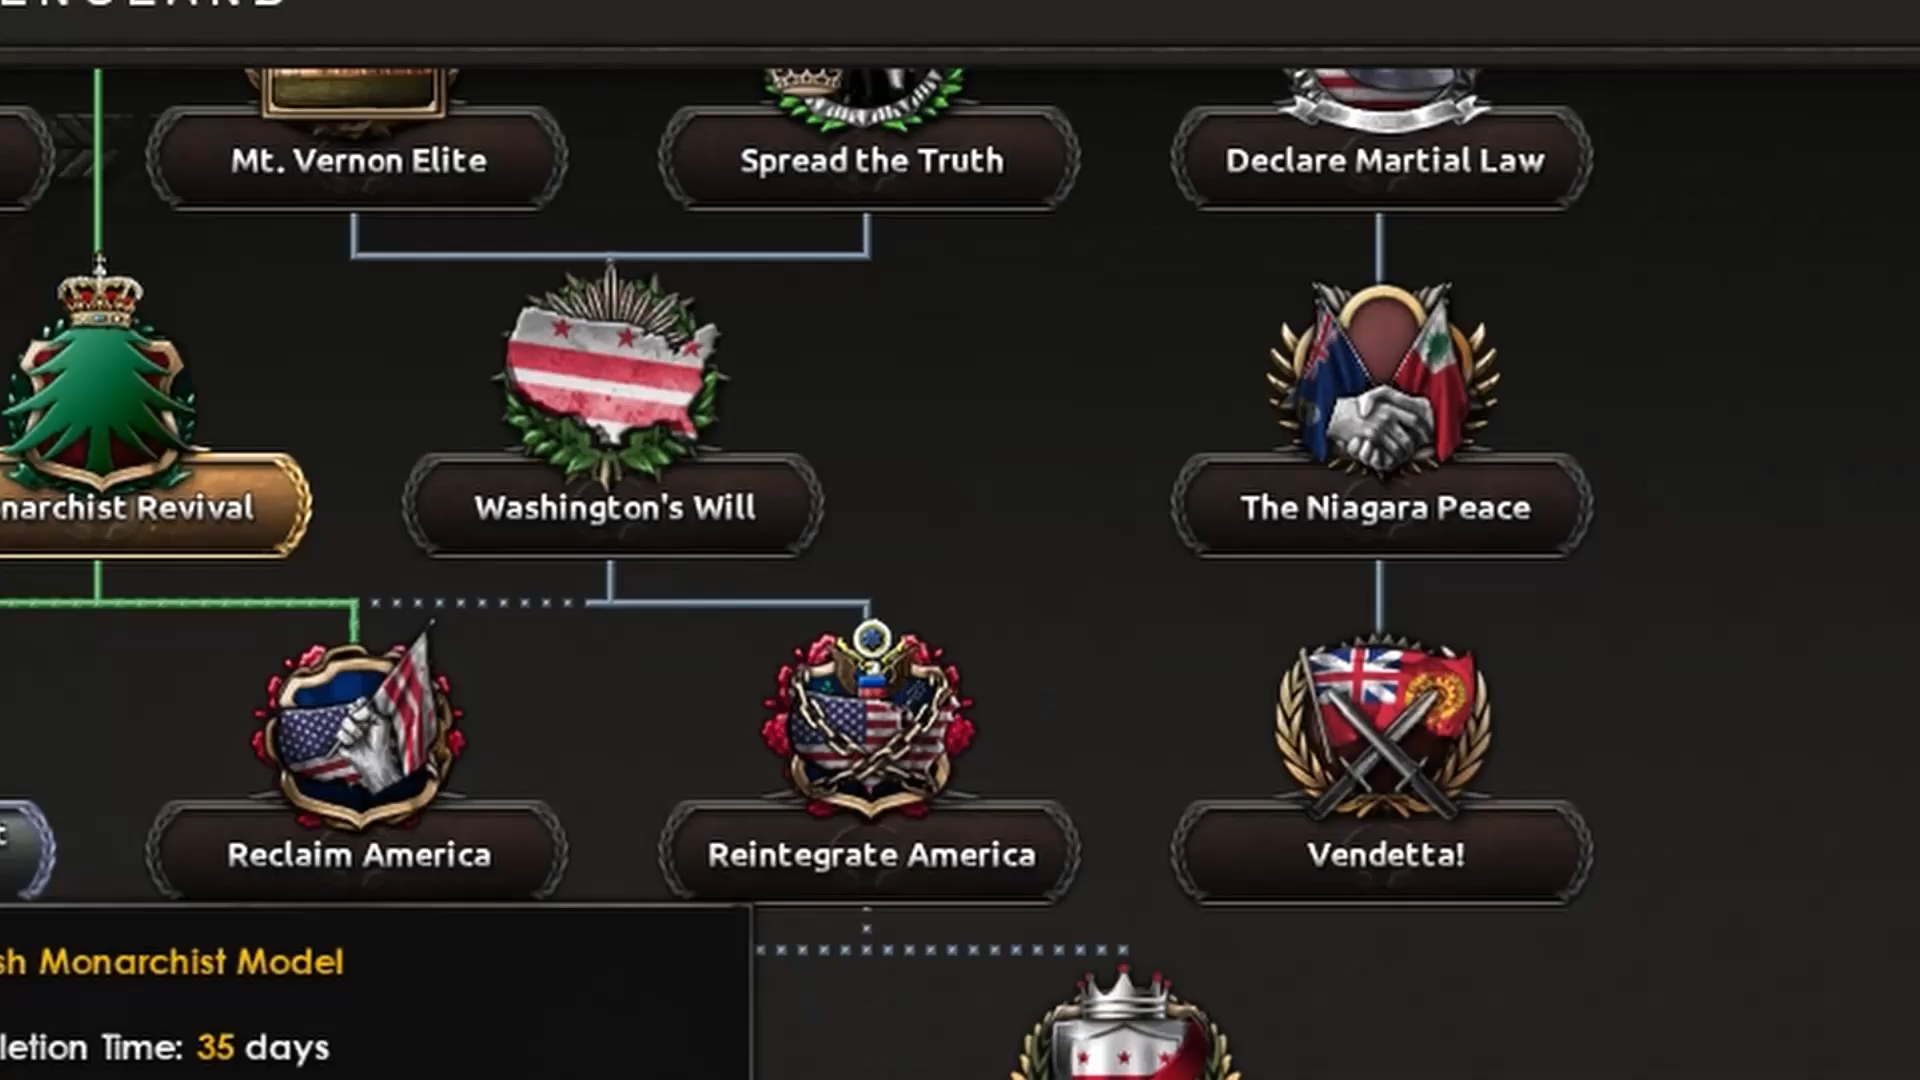 Mt. Vernon Elite
Spread the Truth
Declare Martial Law
narchist Revival
Washington's Will
The Niagara Peace
Reclaim America
Reintegrate America
Vendetta!
sh Monarchist Model
letion Time: 35 days